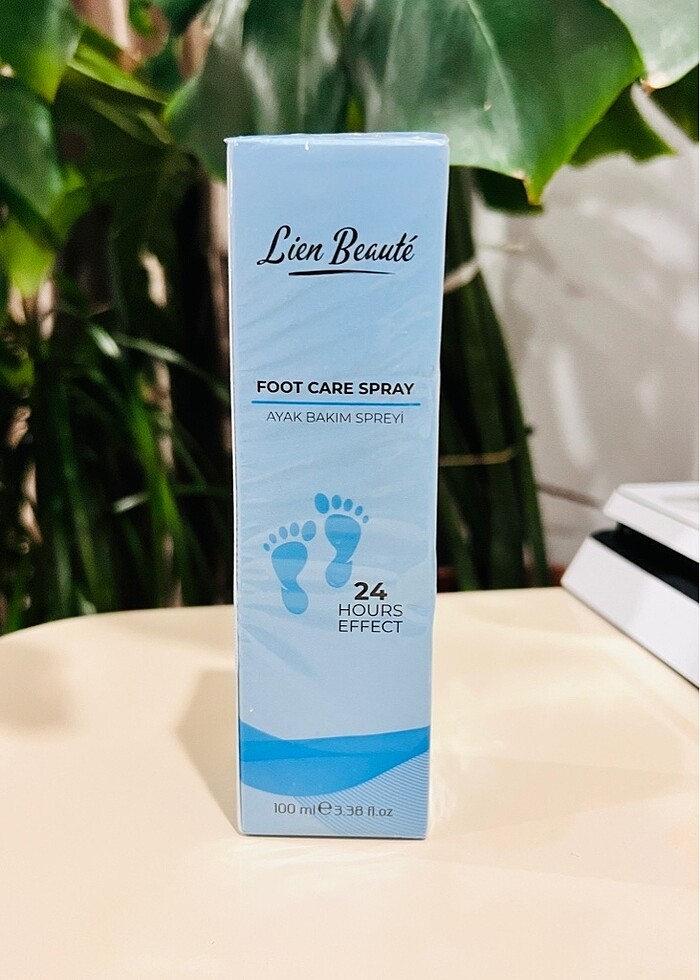 Lien Beauté
FOOT CARE SPRAY
AYAK BAKIM SPREYİ
24
HOURS
EFFECT
100 ml ℮ 3.38 fl.oz